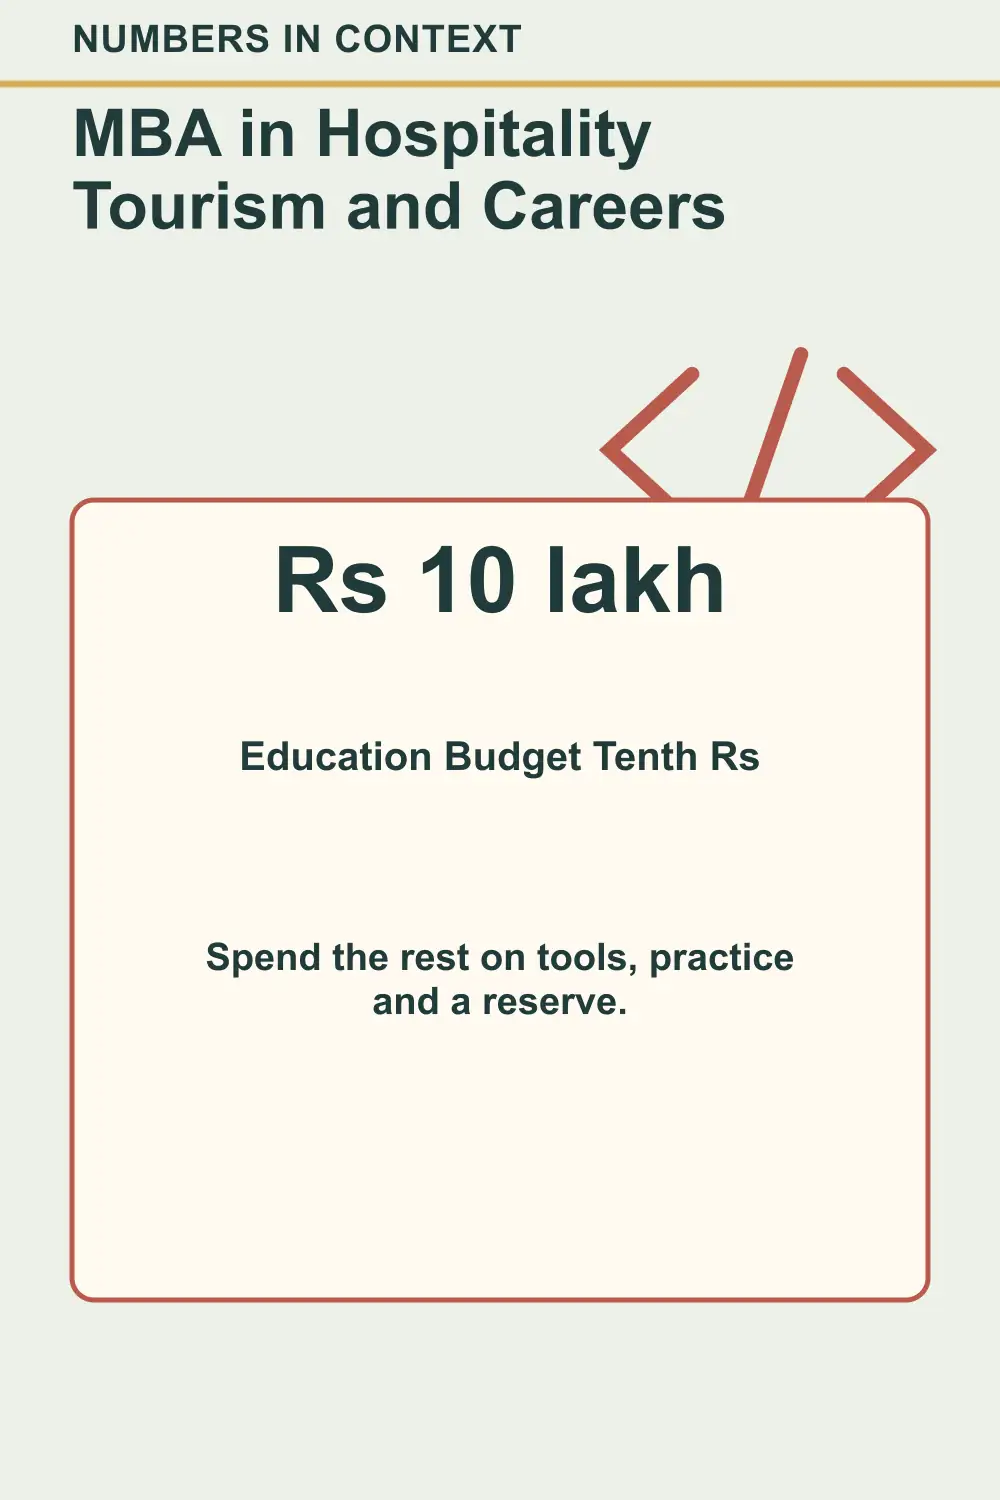 NUMBERS IN CONTEXT
MBA in Hospitality
Tourism and Careers
Rs 10 lakh
Education Budget Tenth Rs
Spend the rest on tools, practice
and a reserve.